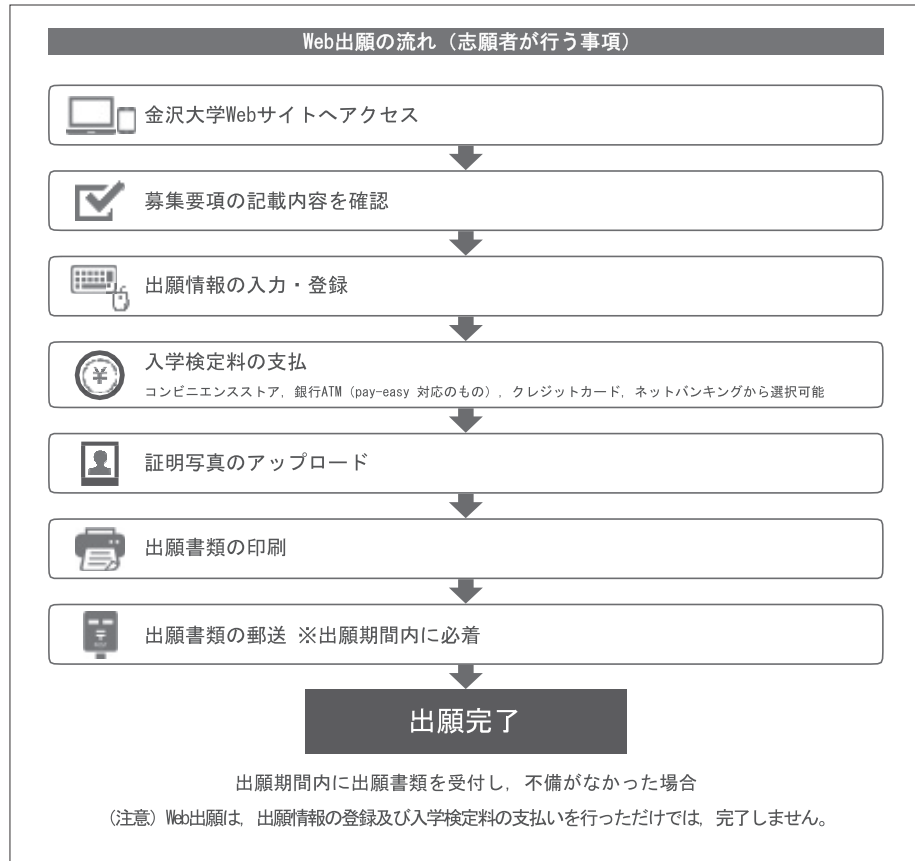 Web出願の流れ（志願者が行う事項）
金沢大学Webサイトへアクセス
募集要項の記載内容を確認
出願情報の入力・登録
入学検定料の支払
コンビニエンスストア，銀行ATM（pay-easy 対応のもの），クレジットカード，ネットバンキングから選択可能
証明写真のアップロード
出願書類の印刷
出願書類の郵送 ※出願期間内に必着
出願完了
出願期間内に出願書類を受付し，不備がなかった場合
（注意）Web出願は，出願情報の登録及び入学検定料の支払いを行っただけでは，完了しません。